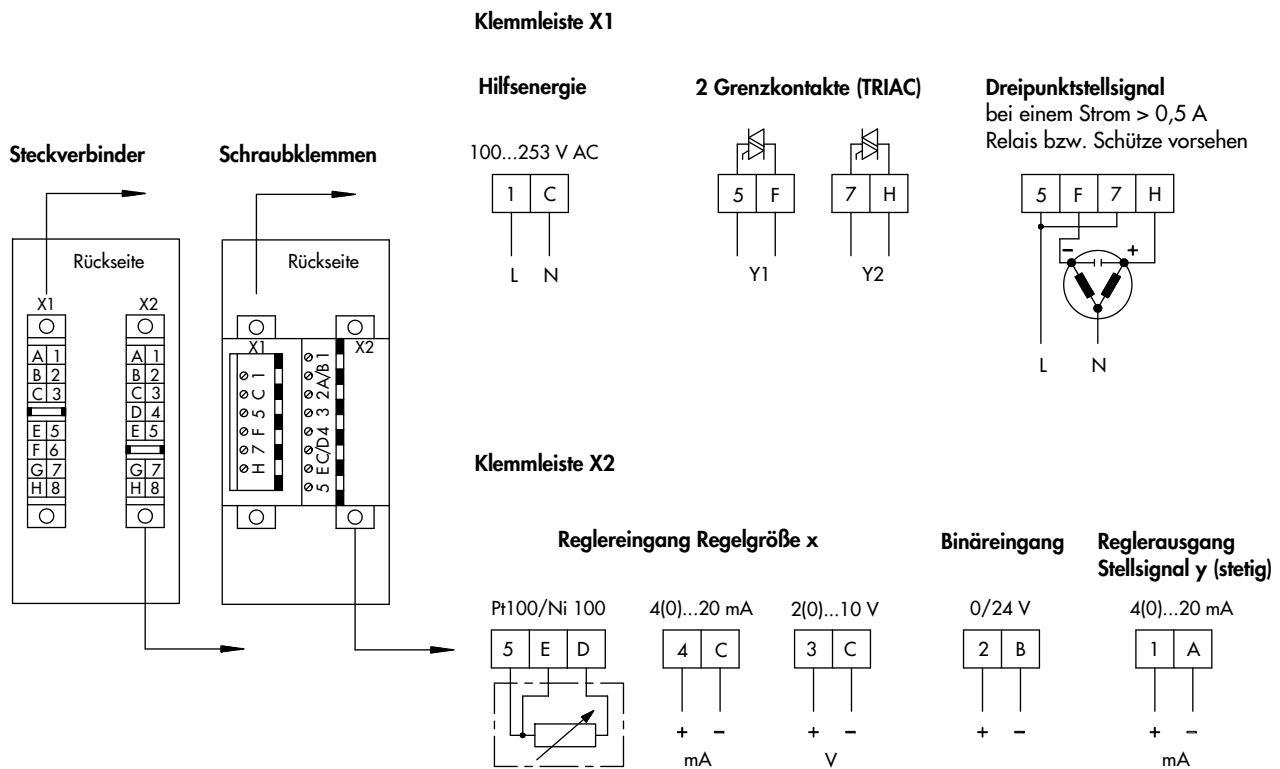 Klemmleiste X1
Hilfsenergie
2 Grenzkontakte (TRIAC)
Dreipunktstellsignal
bei einem Strom > 0,5 A
Relais bzw. Schütze vorsehen
100...253 V AC
1 C
L N
5 F
Y1
7 H
Y2
5 F 7 H
− +
L N
Steckverbinder
Schraubklemmen
Rückseite
X1 X2
A 1 A 1
B 2 B 2
C 3 C 3
D 4
E 5 E 5
F 6
G 7 G 7
H 8 H 8
Rückseite
X1 X2
H 7 F 5 C 1
5 EC/D4 3 2A/B1
Klemmleiste X2
Reglereingang Regelgröße x
Binäreingang
Reglerausgang
Stellsignal y (stetig)
Pt100/Ni 100
5 E D
4(0)...20 mA
4 C
+ −
mA
2(0)...10 V
3 C
+ −
V
0/24 V
2 B
+ −
4(0)...20 mA
1 A
+ −
mA